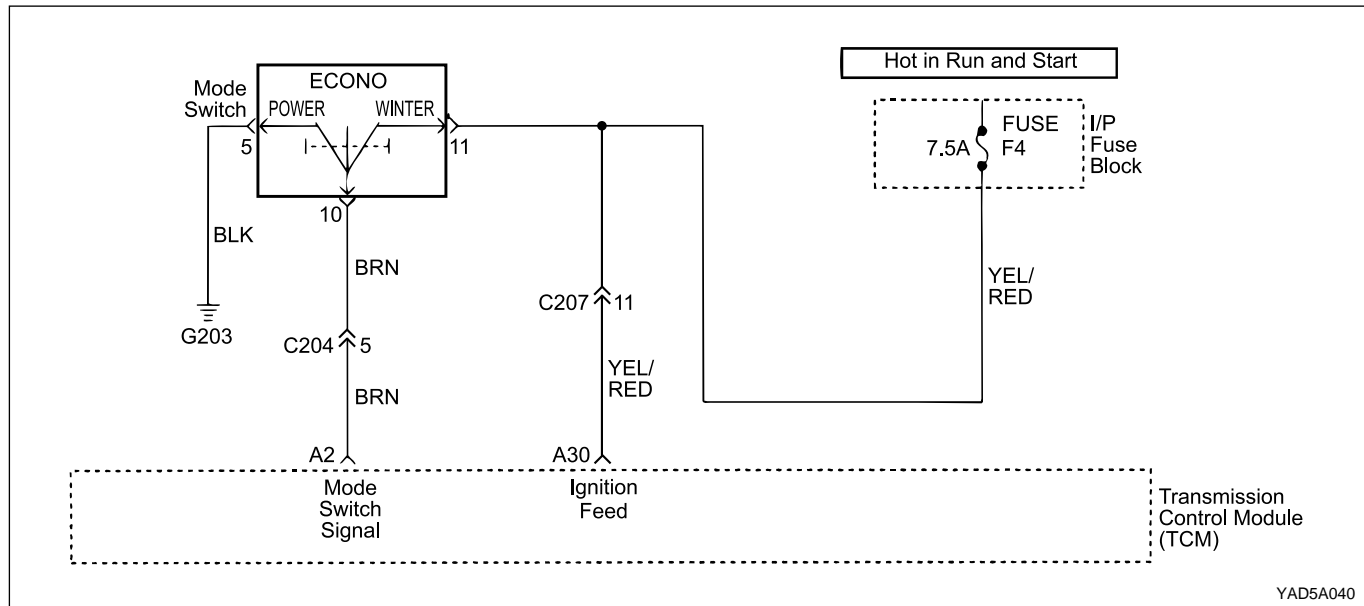 Hot in Run and Start
Mode
Switch
ECONO
POWER
WINTER
5
11
10
7.5A
FUSE
F4
I/P
Fuse
Block
BLK
BRN
G203
C204
5
BRN
C207
11
YEL/
RED
YEL/
RED
A2
A30
Mode
Switch
Signal
Ignition
Feed
Transmission
Control Module
(TCM)
YAD5A040